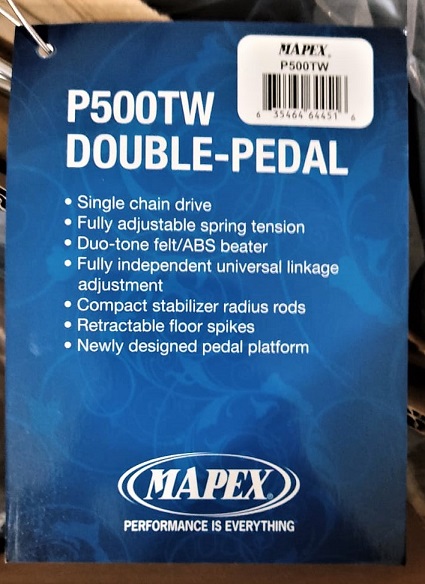 MAPEX
P500TW
6 35464 64451 6
P500TW
DOUBLE-PEDAL
• Single chain drive
• Fully adjustable spring tension
• Duo-tone felt/ABS beater
• Fully independent universal linkage
adjustment
• Compact stabilizer radius rods
• Retractable floor spikes
• Newly designed pedal platform
MAPEX®
PERFORMANCE IS EVERYTHING